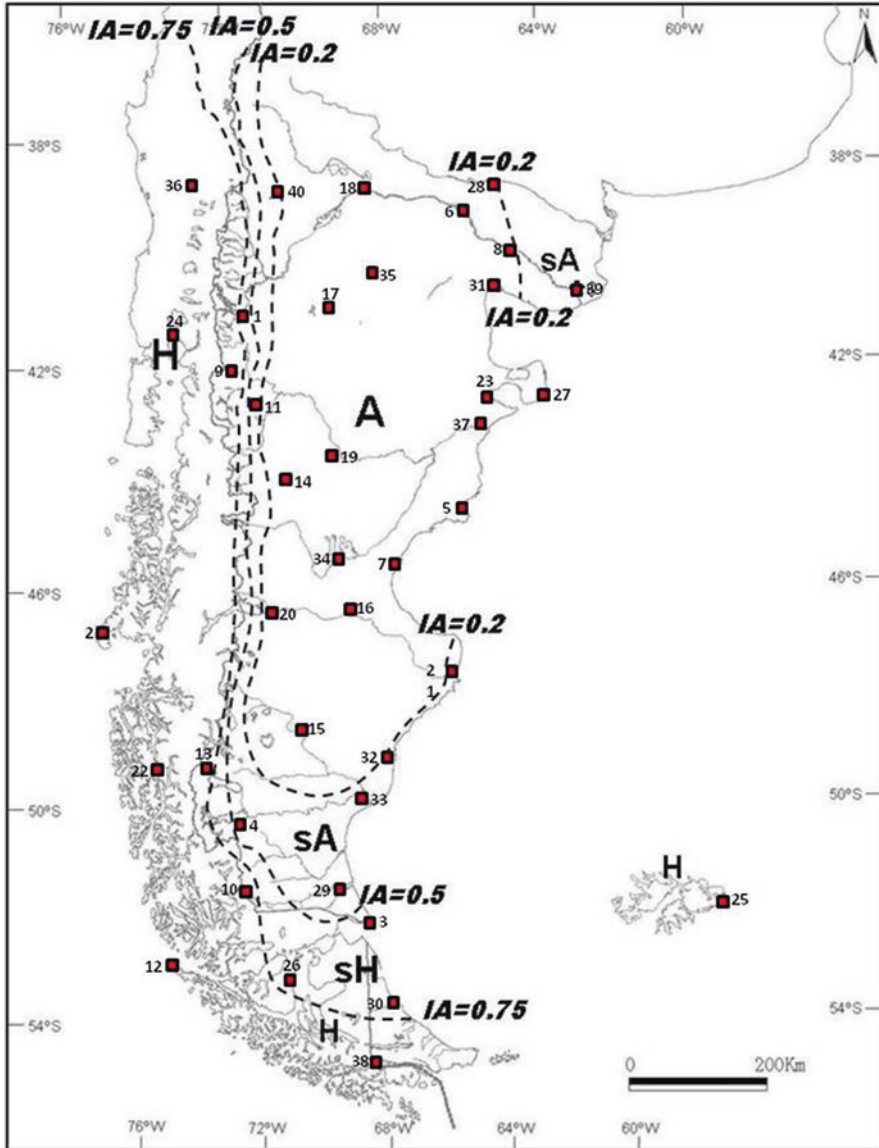 76°W 68°W 64°W 60°W N
IA=0.75 IA=0.5
IA=0.2
38°S 38°S
IA=0.2
36 40 18 28
6
8 sA
35 31 39
17
1 IA=0.2
24
H 42°S
42°S 9
23 27
11 A
37
19
14
5
34 7
46°S 46°S
20 16
2 IA=0.2
2
1
15
13 32
22
50°S 33 50°S
4 sA
H
10 29 IA=0.5 25
3
12 26 sH
30 IA=0.75
54°S H 54°S
38
0 200Km
76°W 72°W 68°W 64°W 60°W